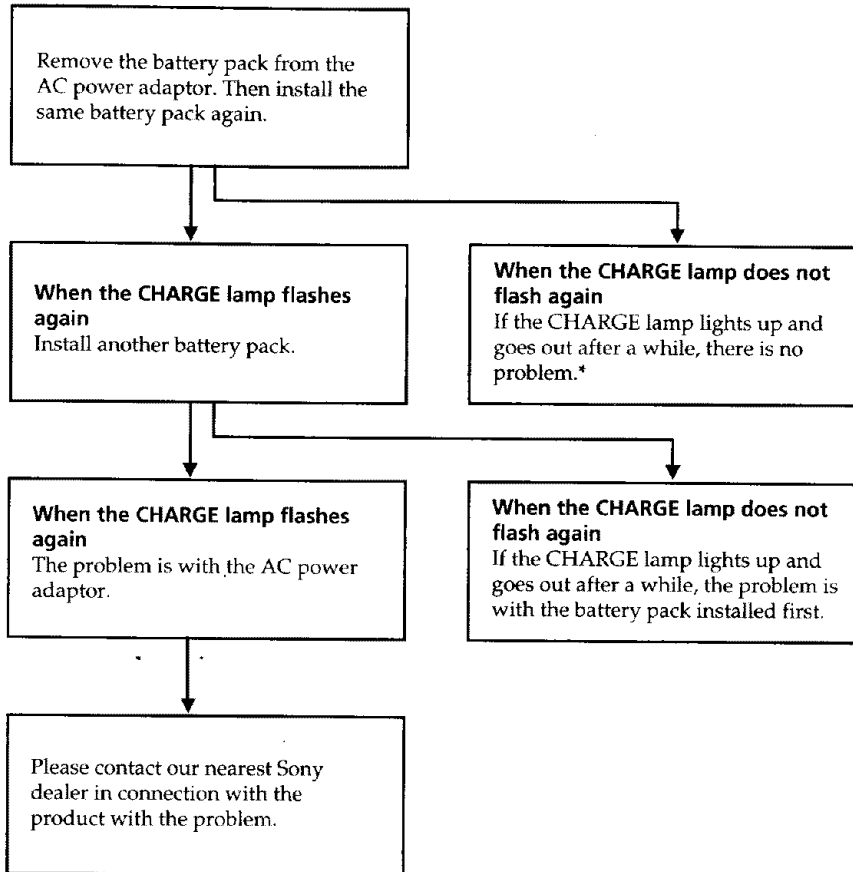 Remove the battery pack from the
AC power adaptor. Then install the
same battery pack again.
When the CHARGE lamp flashes
again
Install another battery pack.
When the CHARGE lamp does not
flash again
If the CHARGE lamp lights up and
goes out after a while, there is no
problem.*
When the CHARGE lamp flashes
again
The problem is with the AC power
adaptor.
When the CHARGE lamp does not
flash again
If the CHARGE lamp lights up and
goes out after a while, the problem is
with the battery pack installed first.
Please contact our nearest Sony
dealer in connection with the
product with the problem.